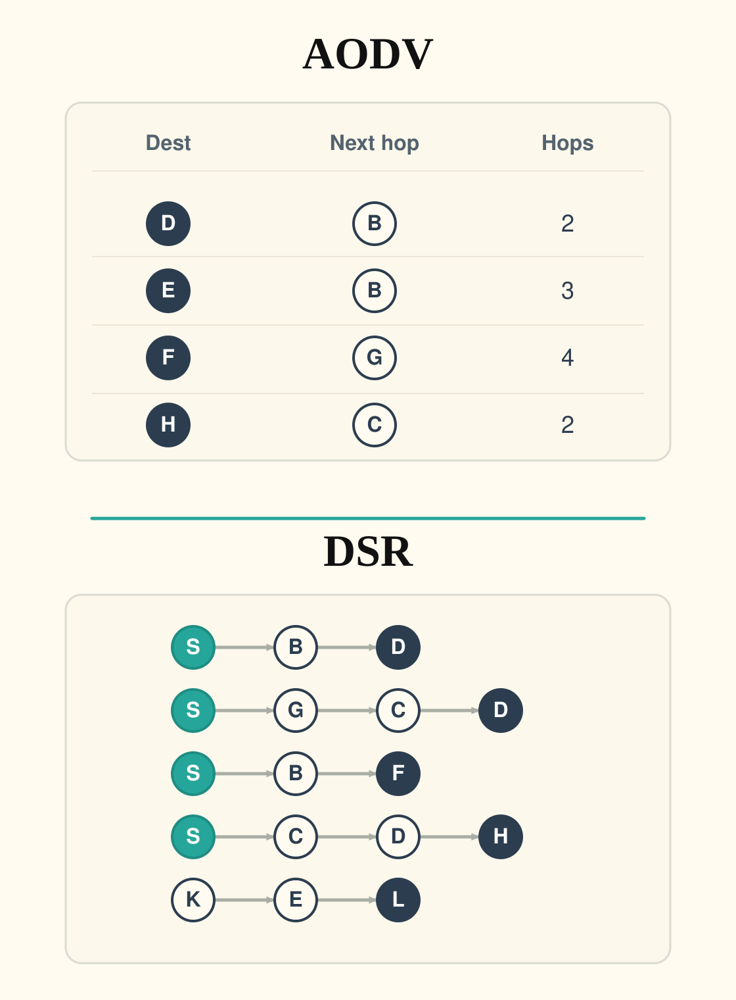 AODV
Dest Next hop Hops
D B 2
E B 3
F G 4
H C 2
DSR
S B D
S G C D
S B F
S C D H
K E L